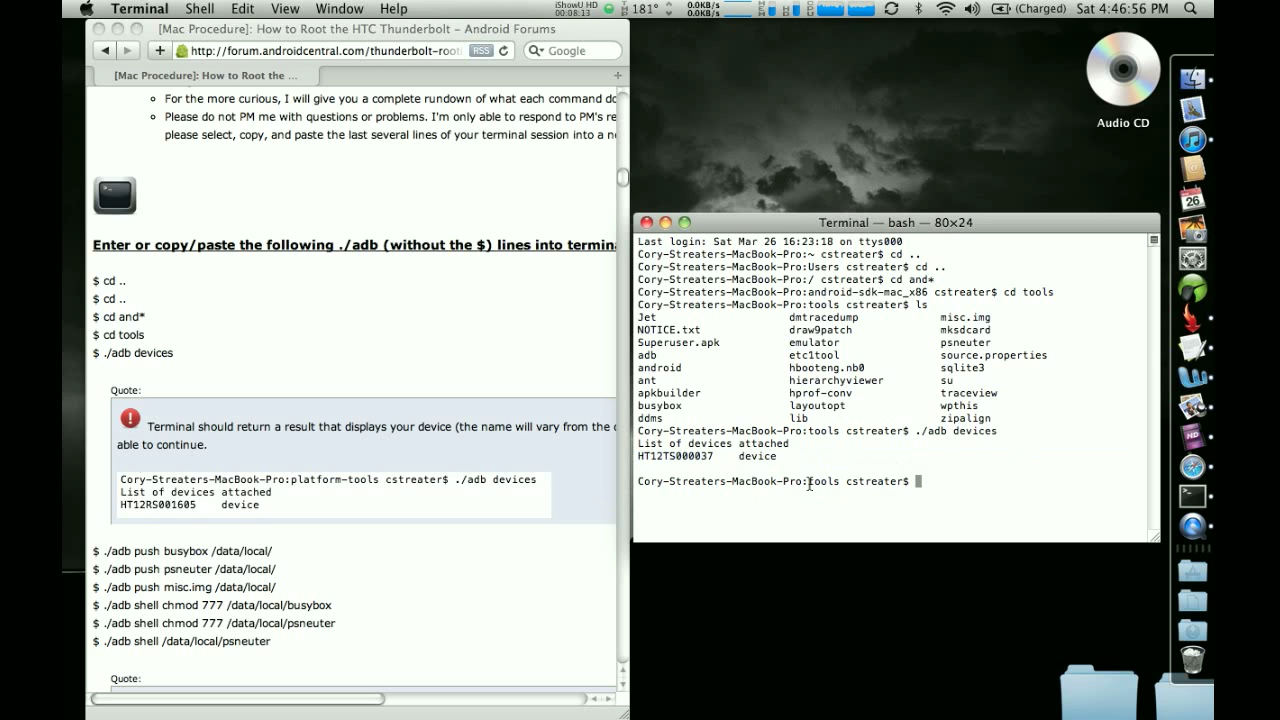 Terminal Shell Edit View Window Help
iShowU HD
00:08:13
181°
0.0KB/s
0.0KB/s
(Charged) Sat 4:46:56 PM
[Mac Procedure]: How to Root the HTC Thunderbolt - Android Forums
http://forum.androidcentral.com/thunderbolt-rooti
RSS
Google
[Mac Procedure]: How to Root the ...
For the more curious, I will give you a complete rundown of what each command do
Please do not PM me with questions or problems. I'm only able to respond to PM's re
please select, copy, and paste the last several lines of your terminal session into a n
Enter or copy/paste the following ./adb (without the $) lines into termina
$ cd ..
$ cd ..
$ cd and*
$ cd tools
$ ./adb devices
Quote:
Terminal should return a result that displays your device (the name will vary from the
able to continue.
Cory-Streaters-MacBook-Pro:platform-tools cstreater$ ./adb devices
List of devices attached
HT12RS001605 device
$ ./adb push busybox /data/local/
$ ./adb push psneuter /data/local/
$ ./adb push misc.img /data/local/
$ ./adb shell chmod 777 /data/local/busybox
$ ./adb shell chmod 777 /data/local/psneuter
$ ./adb shell /data/local/psneuter
Quote:
Audio CD
Terminal — bash — 80×24
Last login: Sat Mar 26 16:23:18 on ttys000
Cory-Streaters-MacBook-Pro:~ cstreater$ cd ..
Cory-Streaters-MacBook-Pro:Users cstreater$ cd ..
Cory-Streaters-MacBook-Pro:/ cstreater$ cd and*
Cory-Streaters-MacBook-Pro:android-sdk-mac_x86 cstreater$ cd tools
Cory-Streaters-MacBook-Pro:tools cstreater$ ls
Jet dmtracedump misc.img
NOTICE.txt draw9patch mksdcard
Superuser.apk emulator psneuter
adb etc1tool source.properties
android hbooteng.nb0 sqlite3
ant hierarchyviewer su
apkbuilder hprof-conv traceview
busybox layoutopt wpthis
ddms lib zipalign
Cory-Streaters-MacBook-Pro:tools cstreater$ ./adb devices
List of devices attached
HT12TS000037 device
Cory-Streaters-MacBook-Pro:tools cstreater$
26
HD